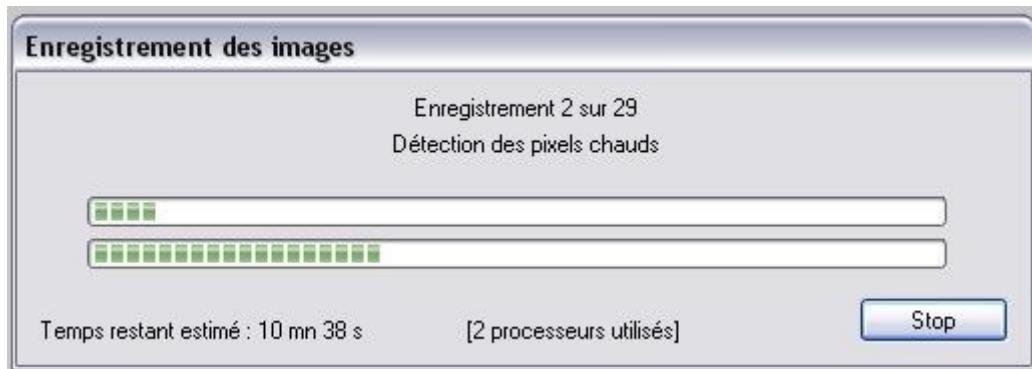 Enregistrement des images
Enregistrement 2 sur 29
Détection des pixels chauds
Temps restant estimé : 10 mn 38 s
[2 processeurs utilisés]
Stop